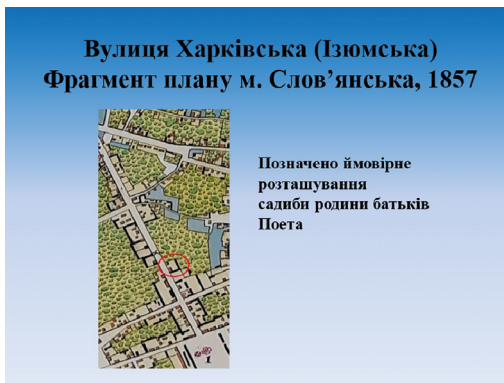 Вулиця Харківська (Ізюмська)
Фрагмент плану м. Слов’янська, 1857
Позначено ймовірне
розташування
садиби родини батьків
Поета